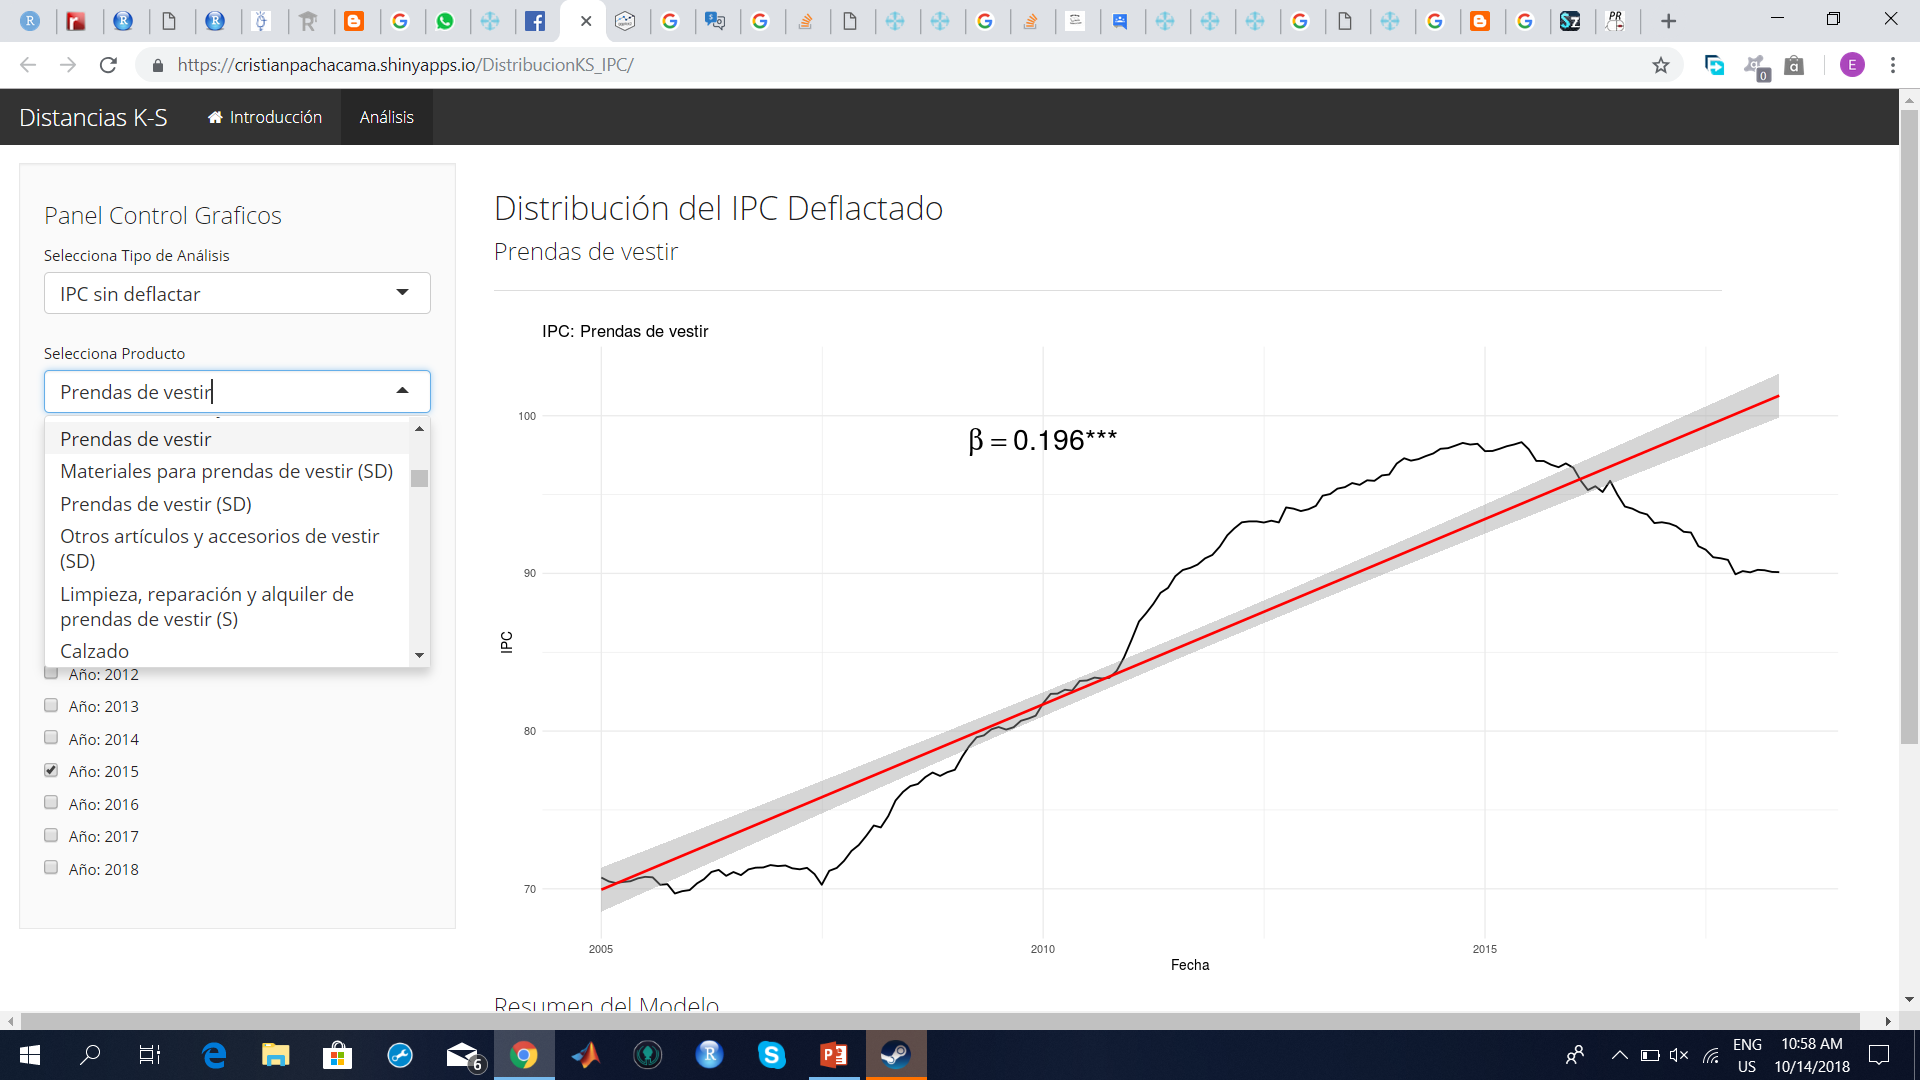 https://cristianpachacama.shinyapps.io/DistribucionKS_IPC/
0
E
Distancias K-S
Introducción
Análisis
Panel Control Graficos
Selecciona Tipo de Análisis
IPC sin deflactar
Selecciona Producto
Prendas de vestir
Prendas de vestir
Materiales para prendas de vestir (SD)
Prendas de vestir (SD)
Otros artículos y accesorios de vestir
(SD)
Limpieza, reparación y alquiler de
prendas de vestir (S)
Calzado
Año: 2012
Año: 2013
Año: 2014
Año: 2015
Año: 2016
Año: 2017
Año: 2018
Distribución del IPC Deflactado
Prendas de vestir
IPC: Prendas de vestir
β = 0.196***
100
90
80
70
IPC
2005
2010
2015
Fecha
Resumen del Modelo
6
ENG
US
10:58 AM
10/14/2018